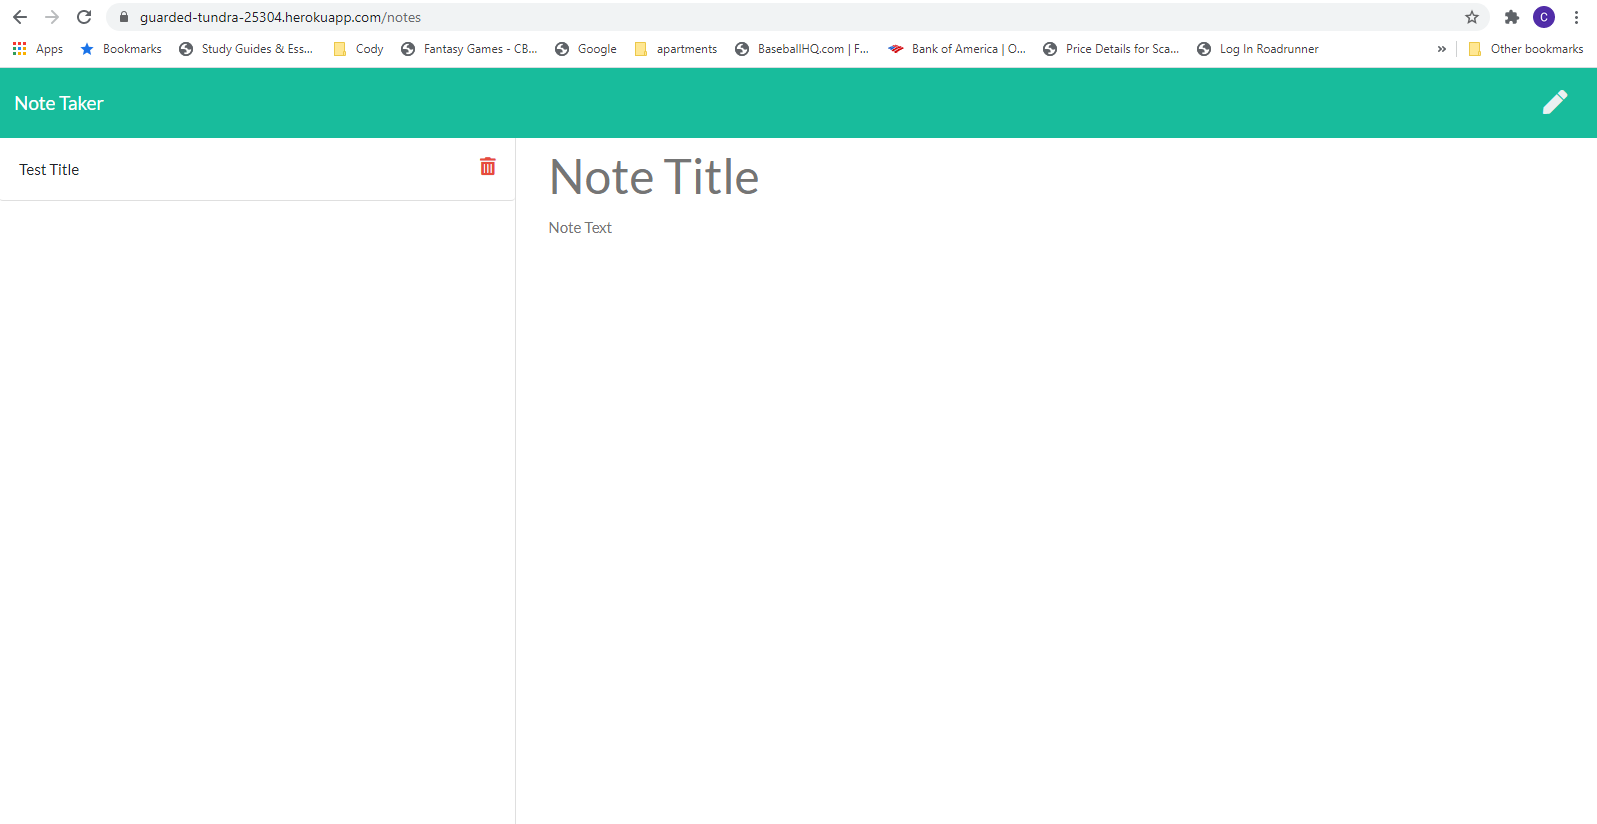 guarded-tundra-25304.herokuapp.com/notes
C
Apps Bookmarks Study Guides & Ess... Cody Fantasy Games - CB... Google apartments BaseballHQ.com | F... Bank of America | O... Price Details for Sca... Log In Roadrunner » Other bookmarks
Note Taker
Test Title
Note Title
Note Text